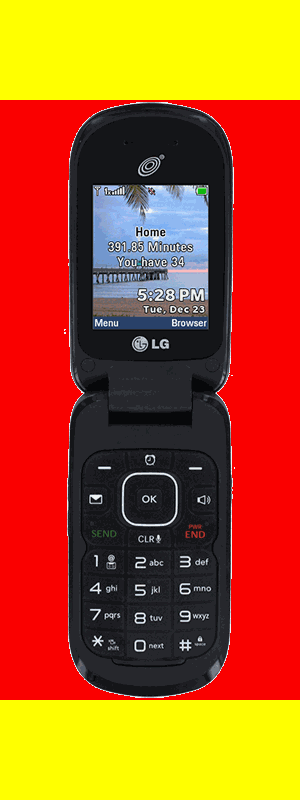 Home
391.85 Minutes
You have 34
5:28 PM
Tue, Dec 23
Menu Browser
LG
OK
SEND CLR PWR END
1 2 abc 3 def
4 ghi 5 jkl 6 mno
7 pqrs 8 tuv 9 wxyz
* shift 0 next # space